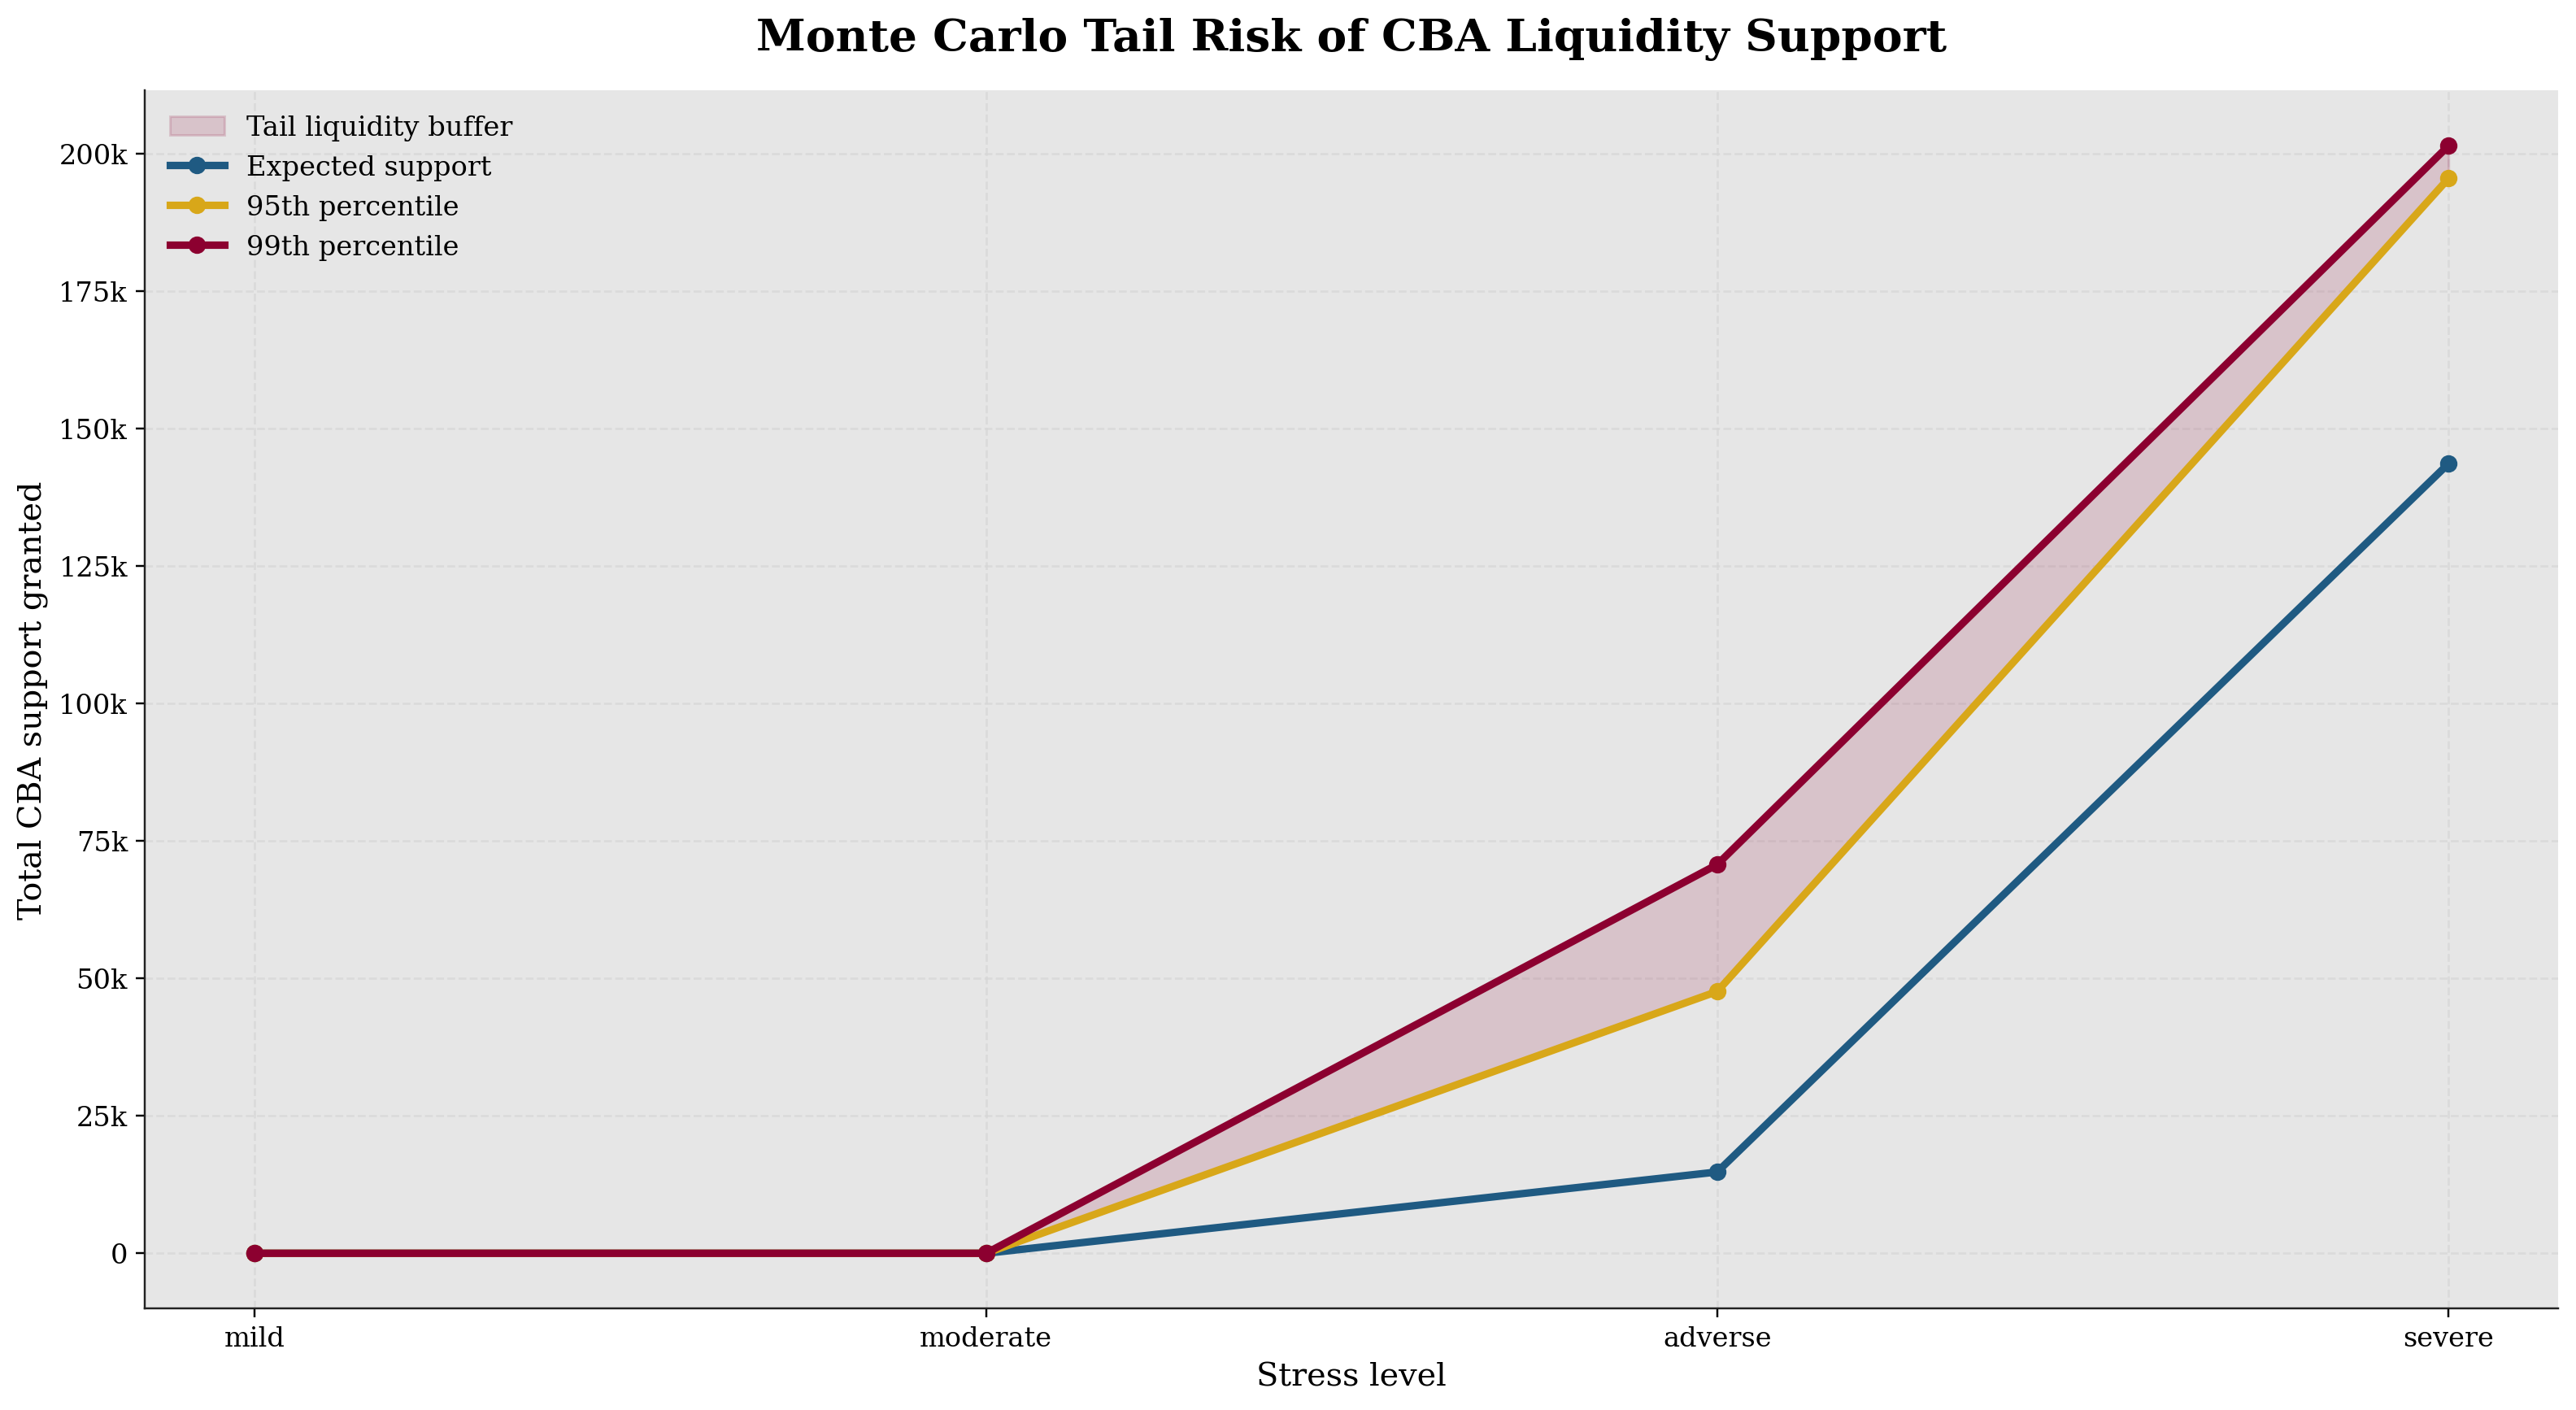 Monte Carlo Tail Risk of CBA Liquidity Support
Tail liquidity buffer
Expected support
95th percentile
99th percentile
Total CBA support granted
200k
175k
150k
125k
100k
75k
50k
25k
0
mild moderate adverse severe
Stress level